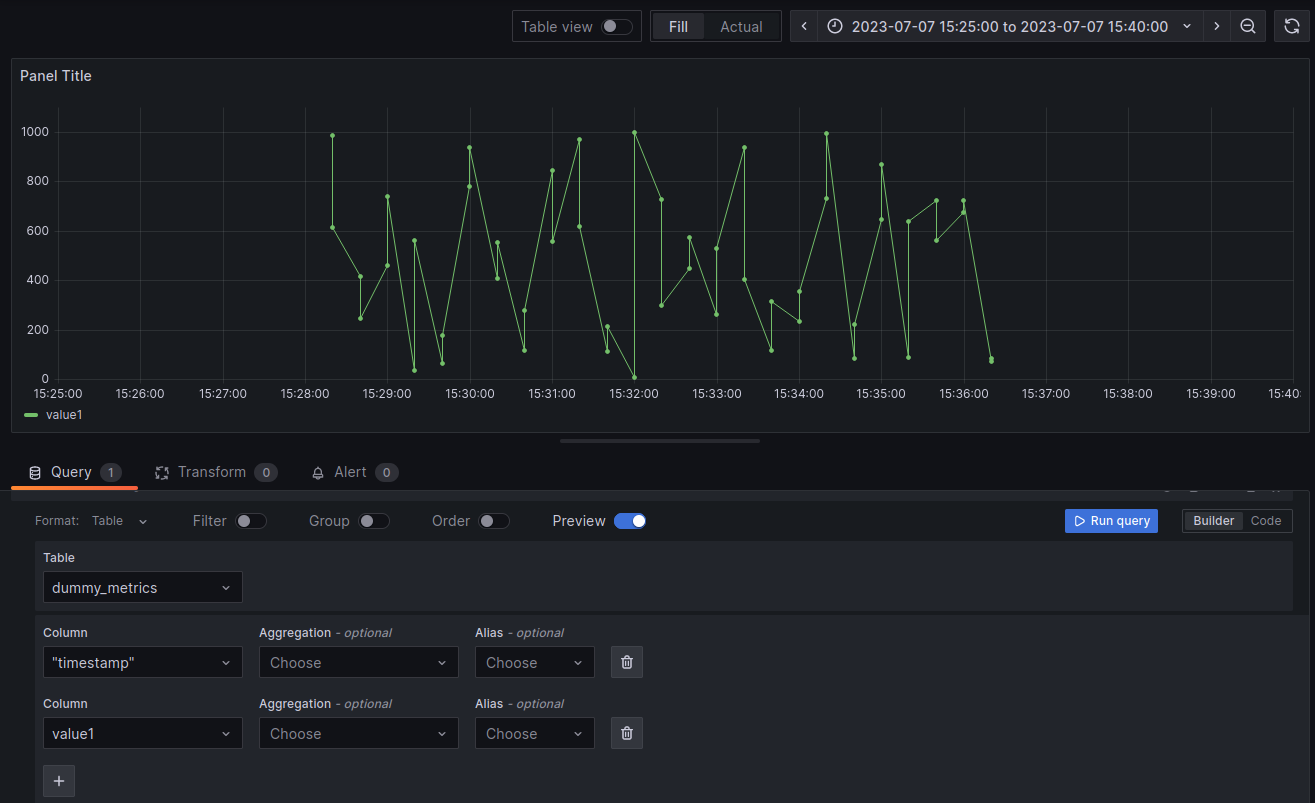 Table view Fill Actual 2023-07-07 15:25:00 to 2023-07-07 15:40:00
Panel Title
1000
800
600
400
200
0
15:25:00 15:26:00 15:27:00 15:28:00 15:29:00 15:30:00 15:31:00 15:32:00 15:33:00 15:34:00 15:35:00 15:36:00 15:37:00 15:38:00 15:39:00 15:40:
value1
Query 1 Transform 0 Alert 0
Format: Table Filter Group Order Preview Run query Builder Code
Table
dummy_metrics
Column Aggregation - optional Alias - optional
"timestamp" Choose Choose
Column Aggregation - optional Alias - optional
value1 Choose Choose
+